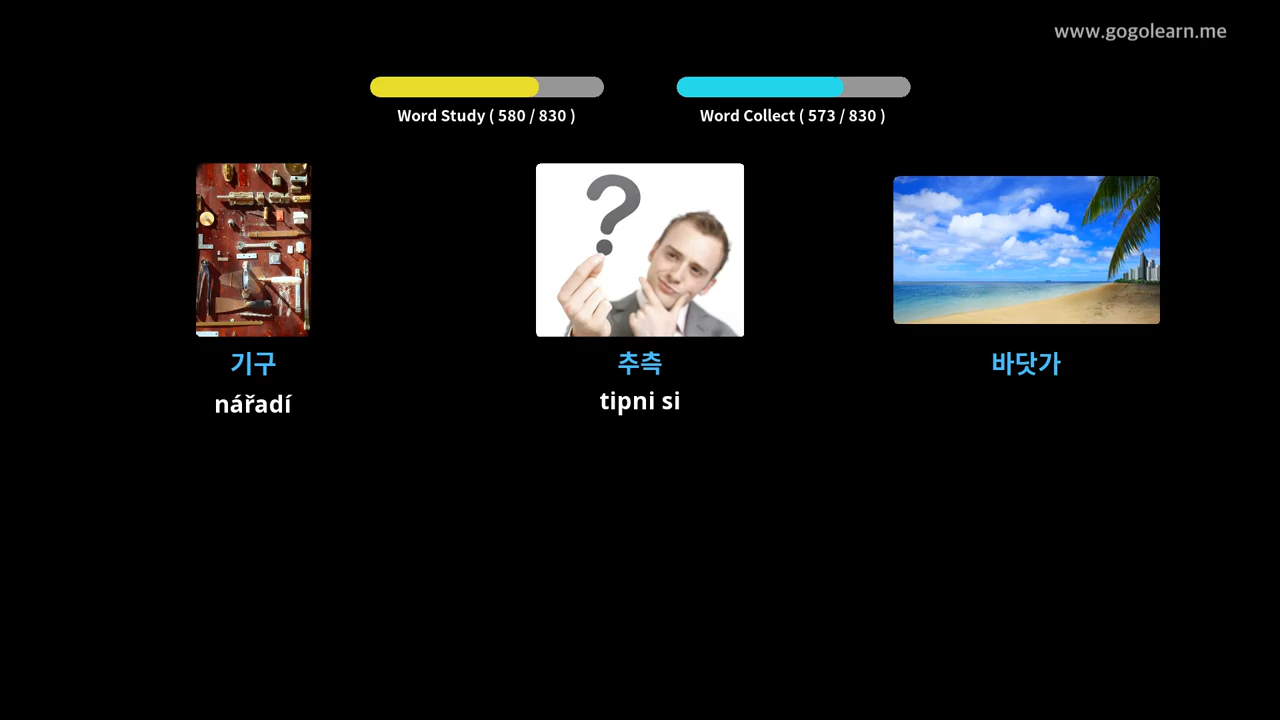 www.gogolearn.me
Word Study ( 580 / 830 )
Word Collect ( 573 / 830 )
기구
추측
바닷가
nářadí
tipni si